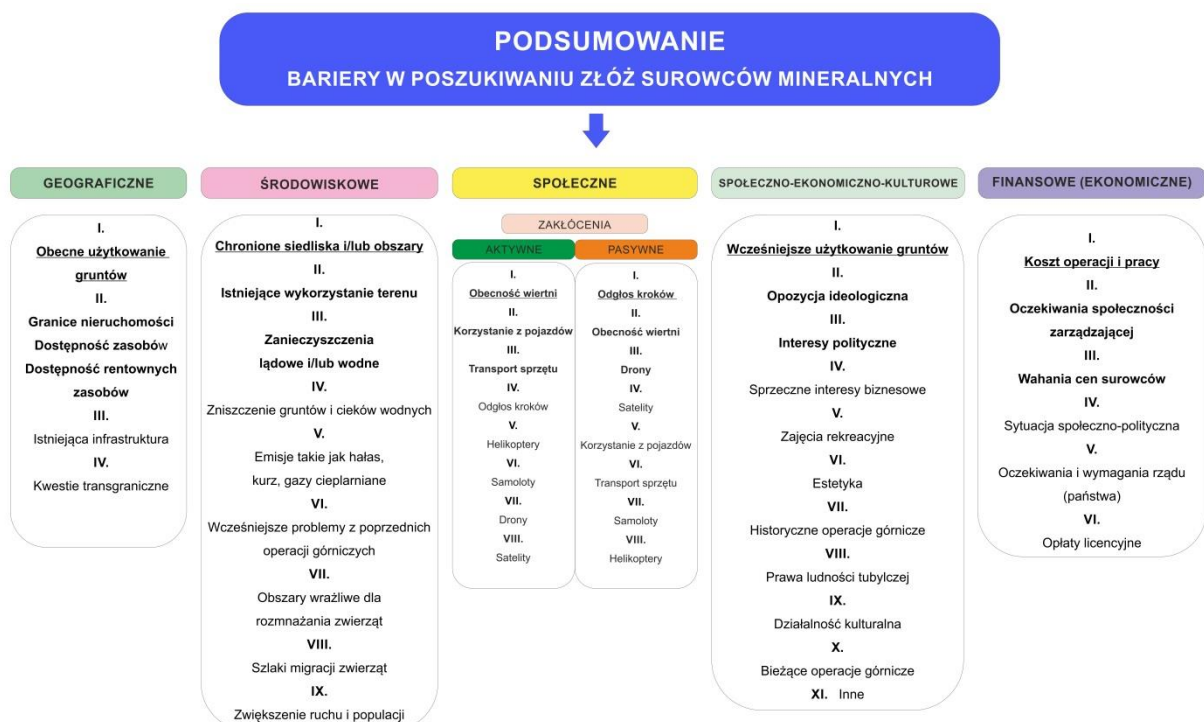 PODSUMOWANIE
BARIERY W POSZUKIWANIU ZŁÓŻ SUROWCÓW MINERALNYCH
GEOGRAFICZNE
I.
Obecne użytkowanie
gruntów
II.
Granice nieruchomości
Dostępność zasobów
Dostępność rentownych
zasobów
III.
Istniejąca infrastruktura
IV.
Kwestie transgraniczne
ŚRODOWISKOWE
I.
Chronione siedliska i/lub obszary
II.
Istniejące wykorzystanie terenu
III.
Zanieczyszczenia
lądowe i/lub wodne
IV.
Zniszczenie gruntów i cieków wodnych
V.
Emisje takie jak hałas,
kurz, gazy cieplarniane
VI.
Wcześniejsze problemy z poprzednich
operacji górniczych
VII.
Obszary wrażliwe dla
rozmnażania zwierząt
VIII.
Szlaki migracji zwierząt
IX.
Zwiększenie ruchu i populacji
SPOŁECZNE
ZAKŁÓCENIA
AKTYWNE
I.
Obecność wiertni
II.
Korzystanie z pojazdów
III.
Transport sprzętu
IV.
Odgłos kroków
V.
Helikoptery
VI.
Samoloty
VII.
Drony
VIII.
Satelity
PASYWNE
I.
Odgłos kroków
II.
Obecność wiertni
III.
Drony
IV.
Satelity
V.
Korzystanie z pojazdów
VI.
Transport sprzętu
VII.
Samoloty
VIII.
Helikoptery
SPOŁECZNO-EKONOMICZNO-KULTUROWE
I.
Wcześniejsze użytkowanie gruntów
II.
Opozycja ideologiczna
III.
Interesy polityczne
IV.
Sprzeczne interesy biznesowe
V.
Zajęcia rekreacyjne
VI.
Estetyka
VII.
Historyczne operacje górnicze
VIII.
Prawa ludności tubylczej
IX.
Działalność kulturalna
X.
Bieżące operacje górnicze
XI. Inne
FINANSOWE (EKONOMICZNE)
I.
Koszt operacji i pracy
II.
Oczekiwania społeczności
zarządzającej
III.
Wahania cen surowców
IV.
Sytuacja społeczno-polityczna
V.
Oczekiwania i wymagania rządu
(państwa)
VI.
Opłaty licencyjne